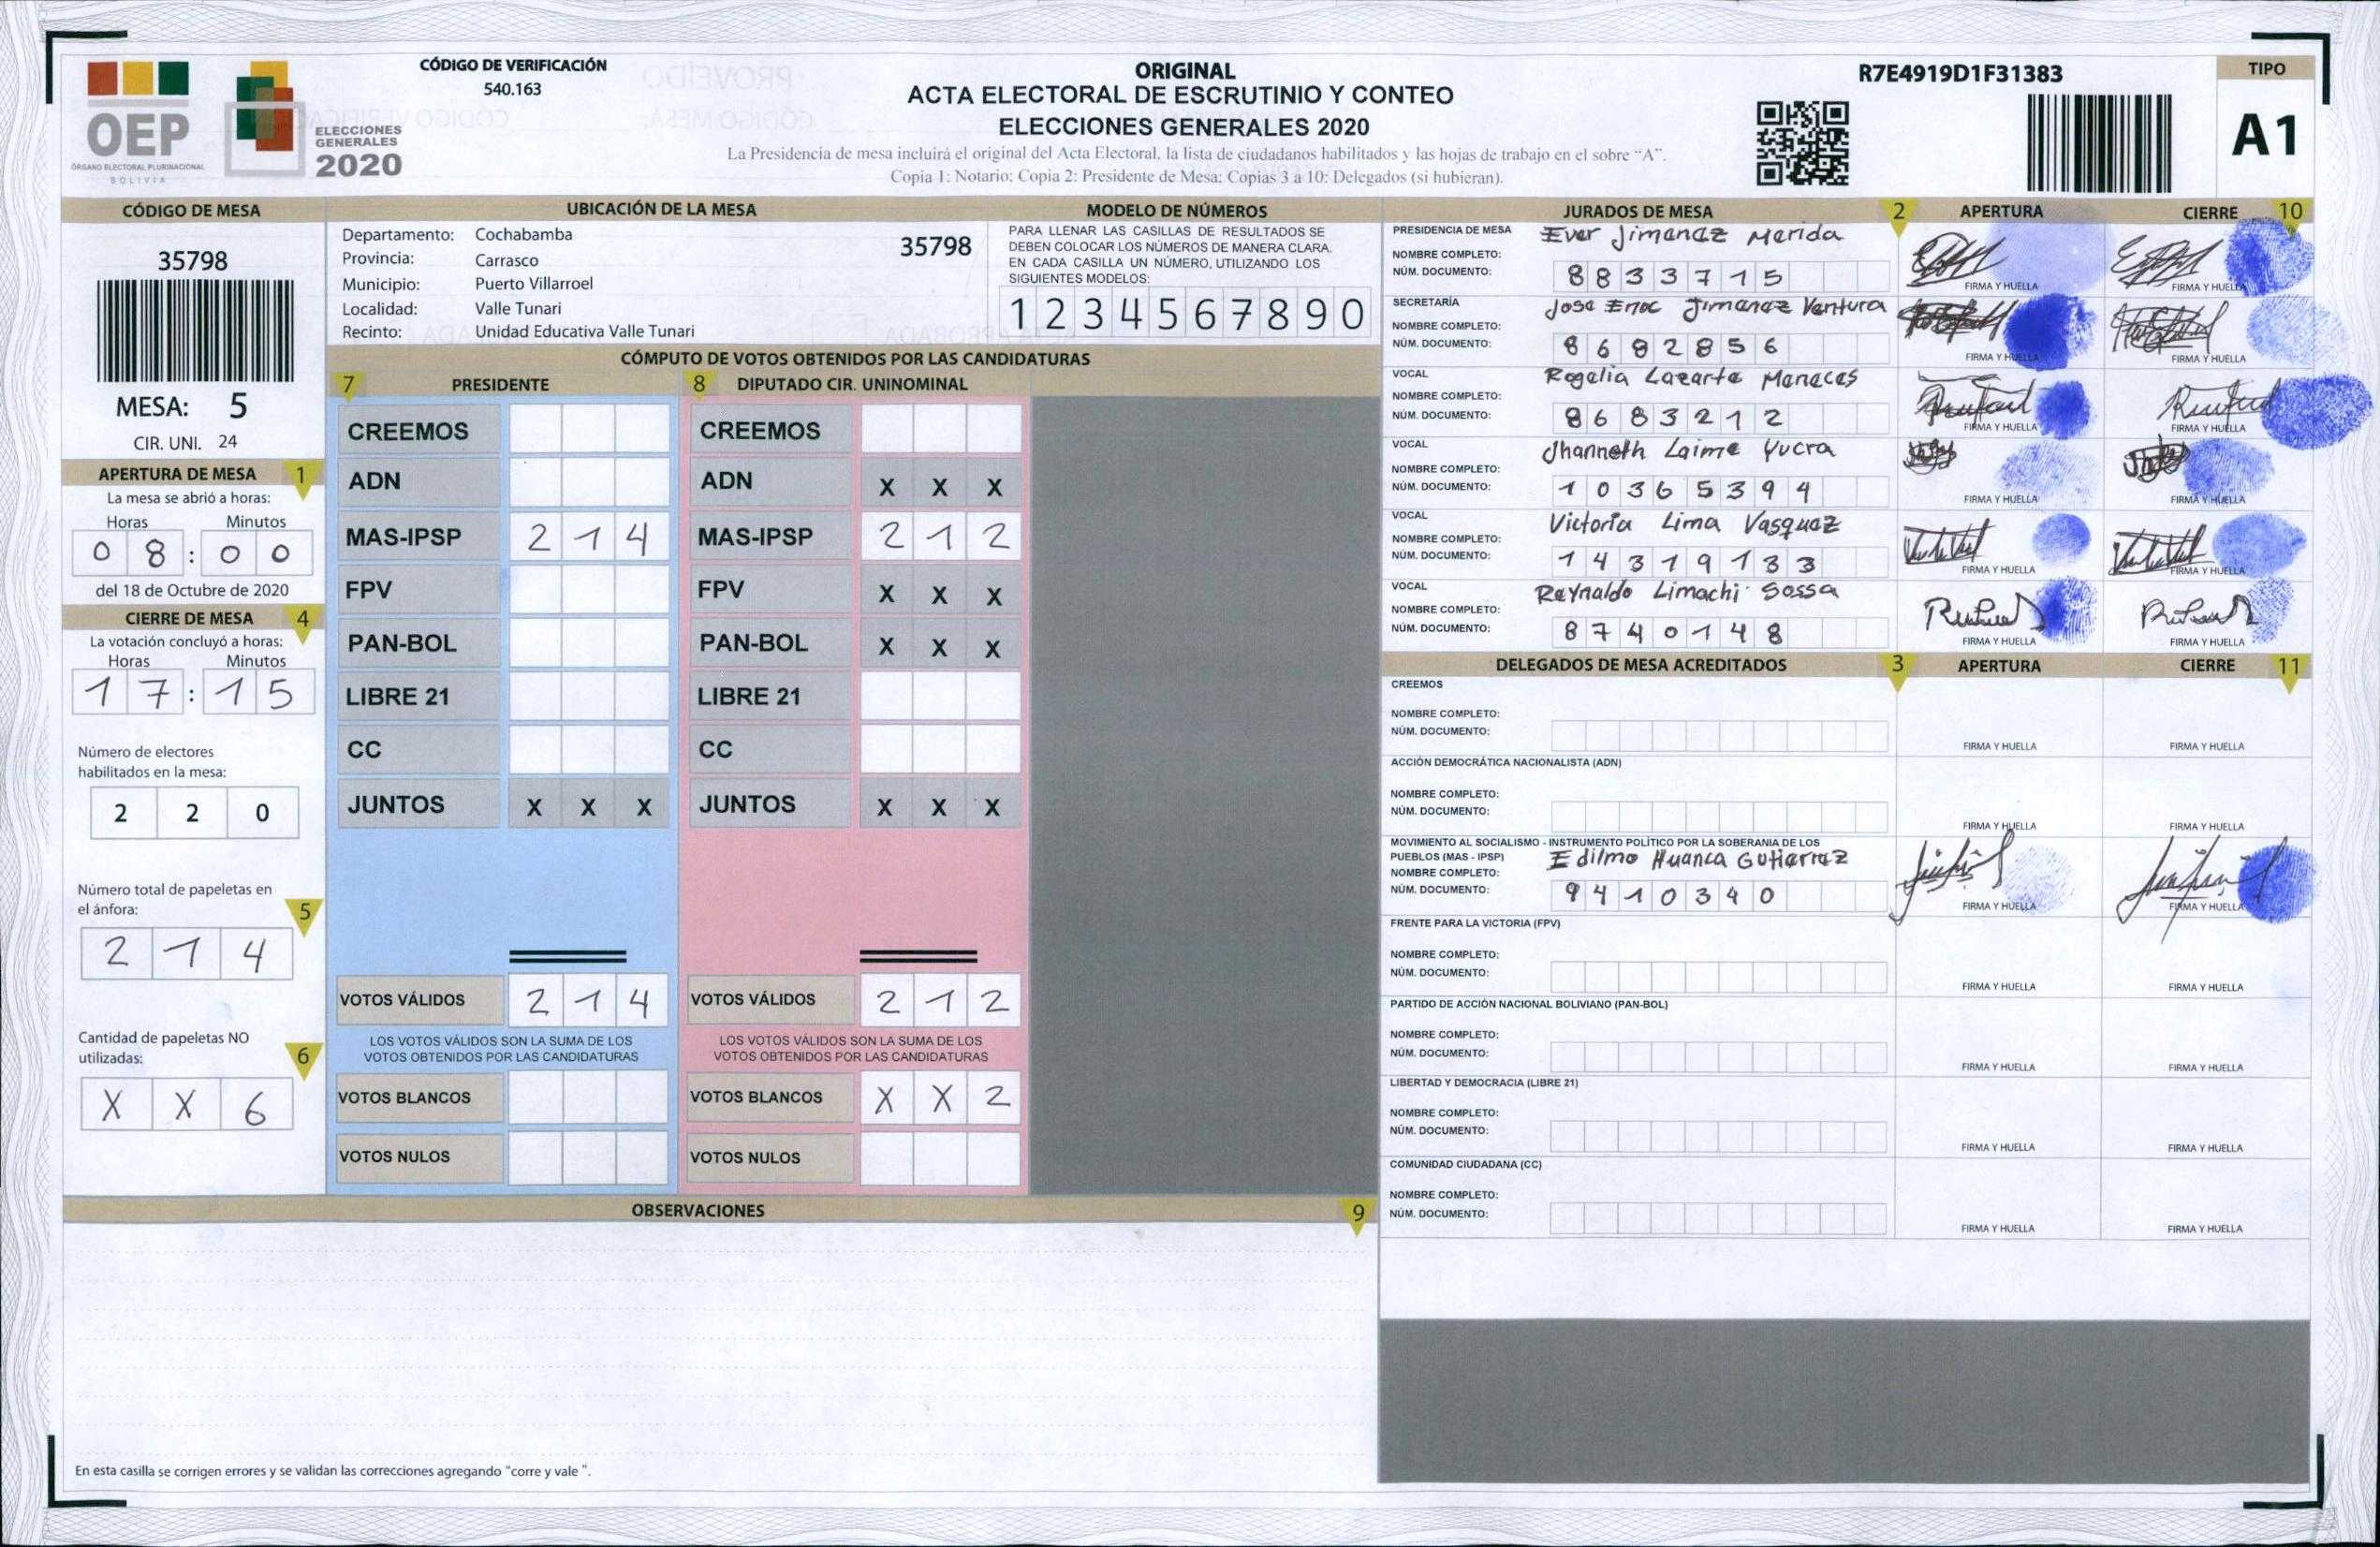 OEP
ÓRGANO ELECTORAL PLURINACIONAL
BOLIVIA
ELECCIONES
GENERALES
2020
CÓDIGO DE VERIFICACIÓN
540.163
ORIGINAL
ACTA ELECTORAL DE ESCRUTINIO Y CONTEO
ELECCIONES GENERALES 2020
La Presidencia de mesa incluirá el original del Acta Electoral, la lista de ciudadanos habilitados y las hojas de trabajo en el sobre "A".
Copia 1: Notario; Copia 2: Presidente de Mesa; Copias 3 a 10: Delegados (si hubieran).
R7E4919D1F31383
TIPO
A1
CÓDIGO DE MESA
35798
MESA: 5
CIR. UNI. 24
APERTURA DE MESA 1
La mesa se abrió a horas:
Horas Minutos
0 8 : 0 0
del 18 de Octubre de 2020
CIERRE DE MESA 4
La votación concluyó a horas:
Horas Minutos
1 7 : 1 5
Número de electores
habilitados en la mesa:
2 2 0
Número total de papeletas en
el ánfora: 5
2 1 4
Cantidad de papeletas NO
utilizadas: 6
X X 6
UBICACIÓN DE LA MESA
Departamento: Cochabamba
35798
Provincia: Carrasco
Municipio: Puerto Villarroel
Localidad: Valle Tunari
Recinto: Unidad Educativa Valle Tunari
MODELO DE NÚMEROS
PARA LLENAR LAS CASILLAS DE RESULTADOS SE
DEBEN COLOCAR LOS NÚMEROS DE MANERA CLARA.
EN CADA CASILLA UN NÚMERO, UTILIZANDO LOS
SIGUIENTES MODELOS:
1 2 3 4 5 6 7 8 9 0
CÓMPUTO DE VOTOS OBTENIDOS POR LAS CANDIDATURAS
7 PRESIDENTE
CREEMOS
ADN
MAS-IPSP 2 1 4
FPV
PAN-BOL
LIBRE 21
CC
JUNTOS X X X
VOTOS VÁLIDOS 2 1 4
LOS VOTOS VÁLIDOS SON LA SUMA DE LOS
VOTOS OBTENIDOS POR LAS CANDIDATURAS
VOTOS BLANCOS
VOTOS NULOS
8 DIPUTADO CIR. UNINOMINAL
CREEMOS
ADN X X X
MAS-IPSP 2 1 2
FPV X X X
PAN-BOL X X X
LIBRE 21
CC
JUNTOS X X X
VOTOS VÁLIDOS 2 1 2
LOS VOTOS VÁLIDOS SON LA SUMA DE LOS
VOTOS OBTENIDOS POR LAS CANDIDATURAS
VOTOS BLANCOS X X 2
VOTOS NULOS
OBSERVACIONES 9
En esta casilla se corrigen errores y se validan las correcciones agregando "corre y vale ".
JURADOS DE MESA 2 APERTURA CIERRE 10
PRESIDENCIA DE MESA Ever Jimenez Merida
NOMBRE COMPLETO:
NÚM. DOCUMENTO: 8 8 3 3 7 1 5
FIRMA Y HUELLA FIRMA Y HUELLA
SECRETARÍA Jose Enoc Jimenez Ventura
NOMBRE COMPLETO:
NÚM. DOCUMENTO: 8 6 8 2 8 5 6
FIRMA Y HUELLA FIRMA Y HUELLA
VOCAL Rogelia Lazarte Meneces
NOMBRE COMPLETO:
NÚM. DOCUMENTO: 8 6 8 3 2 1 2
FIRMA Y HUELLA FIRMA Y HUELLA
VOCAL Jhanneth Laime Yucra
NOMBRE COMPLETO:
NÚM. DOCUMENTO: 1 0 3 6 5 3 9 4
FIRMA Y HUELLA FIRMA Y HUELLA
VOCAL Victoria Lima Vasquez
NOMBRE COMPLETO:
NÚM. DOCUMENTO: 1 4 3 1 9 1 3 3
FIRMA Y HUELLA FIRMA Y HUELLA
VOCAL Reynaldo Limachi Sossa
NOMBRE COMPLETO:
NÚM. DOCUMENTO: 8 7 4 0 1 4 8
FIRMA Y HUELLA FIRMA Y HUELLA
DELEGADOS DE MESA ACREDITADOS 3 APERTURA CIERRE 11
CREEMOS
NOMBRE COMPLETO:
NÚM. DOCUMENTO:
FIRMA Y HUELLA FIRMA Y HUELLA
ACCIÓN DEMOCRÁTICA NACIONALISTA (ADN)
NOMBRE COMPLETO:
NÚM. DOCUMENTO:
FIRMA Y HUELLA FIRMA Y HUELLA
MOVIMIENTO AL SOCIALISMO - INSTRUMENTO POLÍTICO POR LA SOBERANIA DE LOS
PUEBLOS (MAS - IPSP) Edilmo Huanca Gutierrez
NOMBRE COMPLETO:
NÚM. DOCUMENTO: 9 4 1 0 3 4 0
FIRMA Y HUELLA FIRMA Y HUELLA
FRENTE PARA LA VICTORIA (FPV)
NOMBRE COMPLETO:
NÚM. DOCUMENTO:
FIRMA Y HUELLA FIRMA Y HUELLA
PARTIDO DE ACCIÓN NACIONAL BOLIVIANO (PAN-BOL)
NOMBRE COMPLETO:
NÚM. DOCUMENTO:
FIRMA Y HUELLA FIRMA Y HUELLA
LIBERTAD Y DEMOCRACIA (LIBRE 21)
NOMBRE COMPLETO:
NÚM. DOCUMENTO:
FIRMA Y HUELLA FIRMA Y HUELLA
COMUNIDAD CIUDADANA (CC)
NOMBRE COMPLETO:
NÚM. DOCUMENTO:
FIRMA Y HUELLA FIRMA Y HUELLA